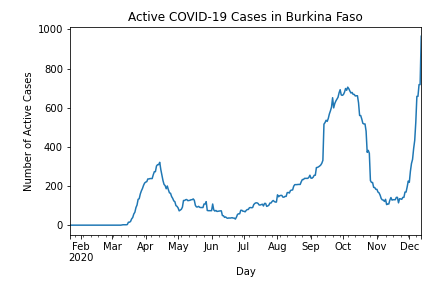 Active COVID-19 Cases in Burkina Faso
Number of Active Cases
1000
800
600
400
200
0
Feb Mar Apr May Jun Jul Aug Sep Oct Nov Dec
2020
Day